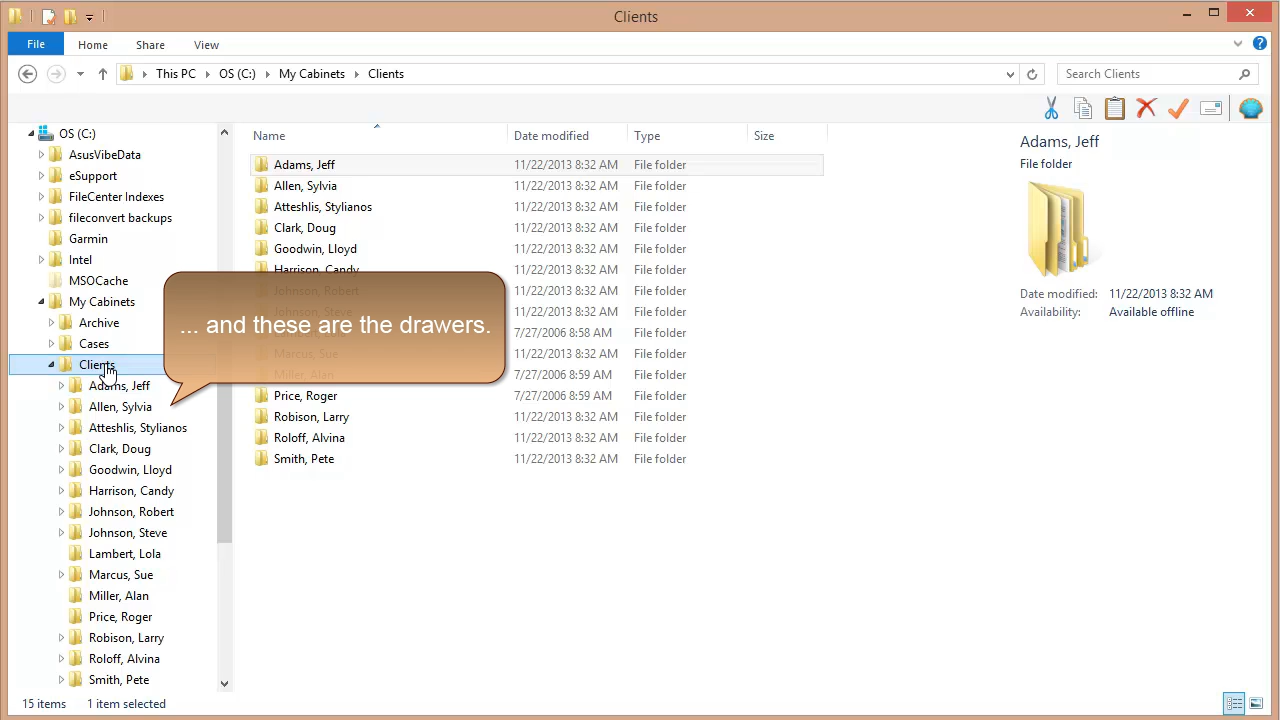 Clients
File Home Share View
This PC OS (C:) My Cabinets Clients Search Clients
OS (C:)
AsusVibeData
eSupport
FileCenter Indexes
fileconvert backups
Garmin
Intel
MSOCache
My Cabinets
Archive
Cases
Clients
Adams, Jeff
Allen, Sylvia
Atteshlis, Stylianos
Clark, Doug
Goodwin, Lloyd
Harrison, Candy
Johnson, Robert
Johnson, Steve
Lambert, Lola
Marcus, Sue
Miller, Alan
Price, Roger
Robison, Larry
Roloff, Alvina
Smith, Pete
Name Date modified Type Size
Adams, Jeff 11/22/2013 8:32 AM File folder
Allen, Sylvia 11/22/2013 8:32 AM File folder
Atteshlis, Stylianos 11/22/2013 8:32 AM File folder
Clark, Doug 11/22/2013 8:32 AM File folder
Goodwin, Lloyd 11/22/2013 8:32 AM File folder
Harrison, Candy 11/22/2013 8:32 AM File folder
Johnson, Robert 11/22/2013 8:32 AM File folder
Johnson, Steve 11/22/2013 8:32 AM File folder
7/27/2006 8:58 AM File folder
Marcus, Sue 11/22/2013 8:32 AM File folder
Miller, Alan 7/27/2006 8:59 AM File folder
Price, Roger 7/27/2006 8:59 AM File folder
Robison, Larry 11/22/2013 8:32 AM File folder
Roloff, Alvina 11/22/2013 8:32 AM File folder
Smith, Pete 11/22/2013 8:32 AM File folder
... and these are the drawers.
Adams, Jeff
File folder
Date modified: 11/22/2013 8:32 AM
Availability: Available offline
15 items 1 item selected